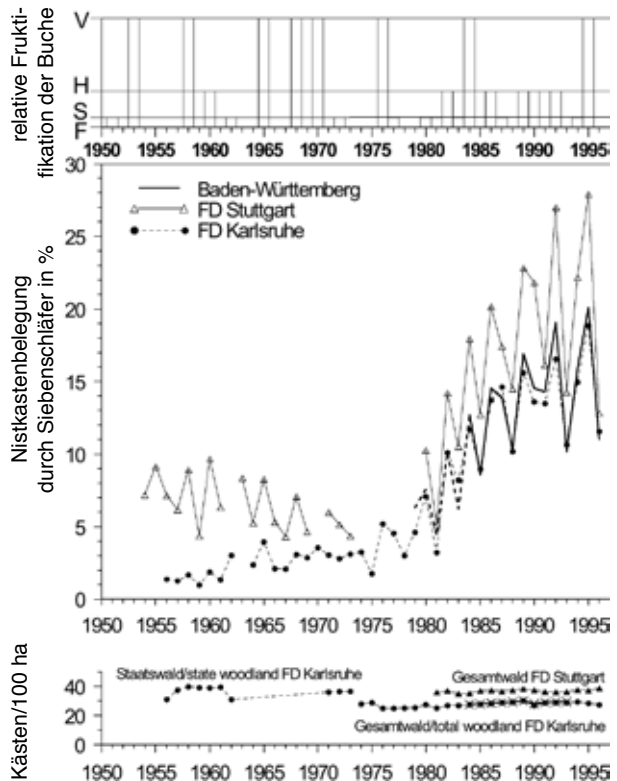 relative Frukti-
fikation der Buche
V
H
S
F
1950 1955 1960 1965 1970 1975 1980 1985 1990 1995
Nistkastenbelegung
durch Siebenschläfer in %
30
25
20
15
10
5
0
Baden-Württemberg
FD Stuttgart
FD Karlsruhe
1950 1955 1960 1965 1970 1975 1980 1985 1990 1995
Kästen/100 ha
40
20
0
Staatswald/state woodland FD Karlsruhe
Gesamtwald FD Stuttgart
Gesamtwald/total woodland FD Karlsruhe
1950 1955 1960 1965 1970 1975 1980 1985 1990 1995